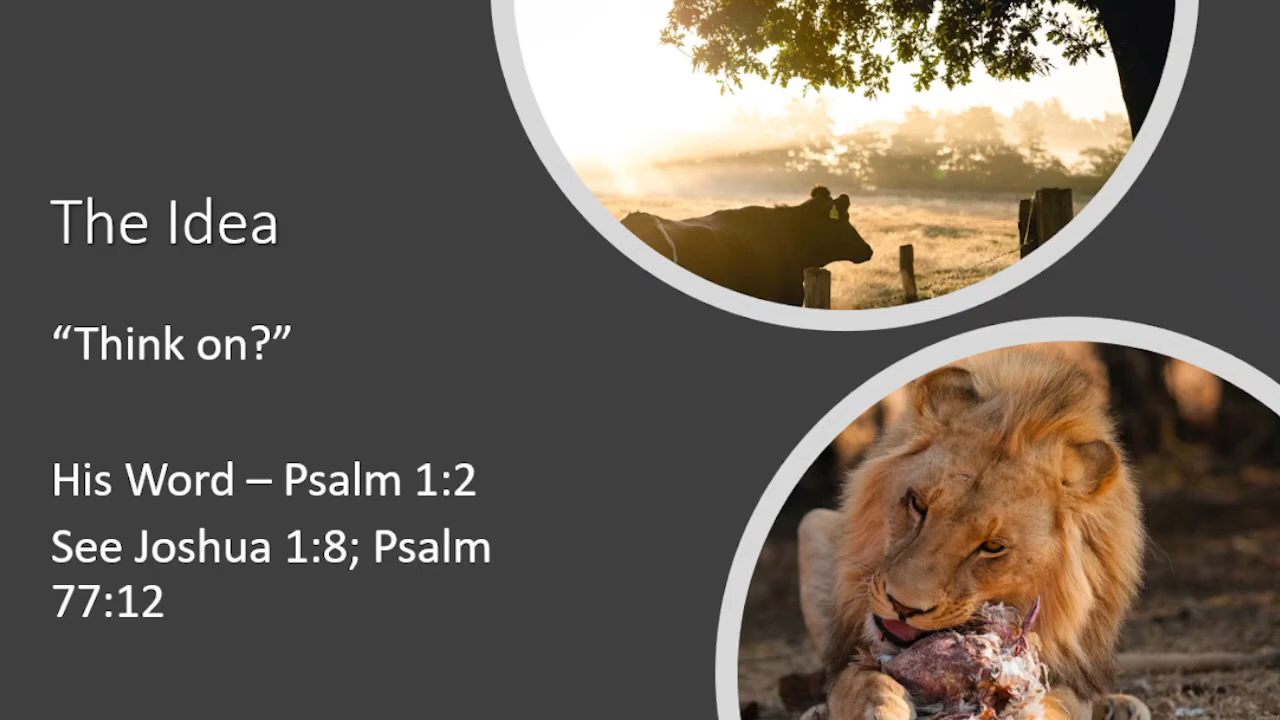 The Idea
“Think on?”
His Word – Psalm 1:2
See Joshua 1:8; Psalm
77:12